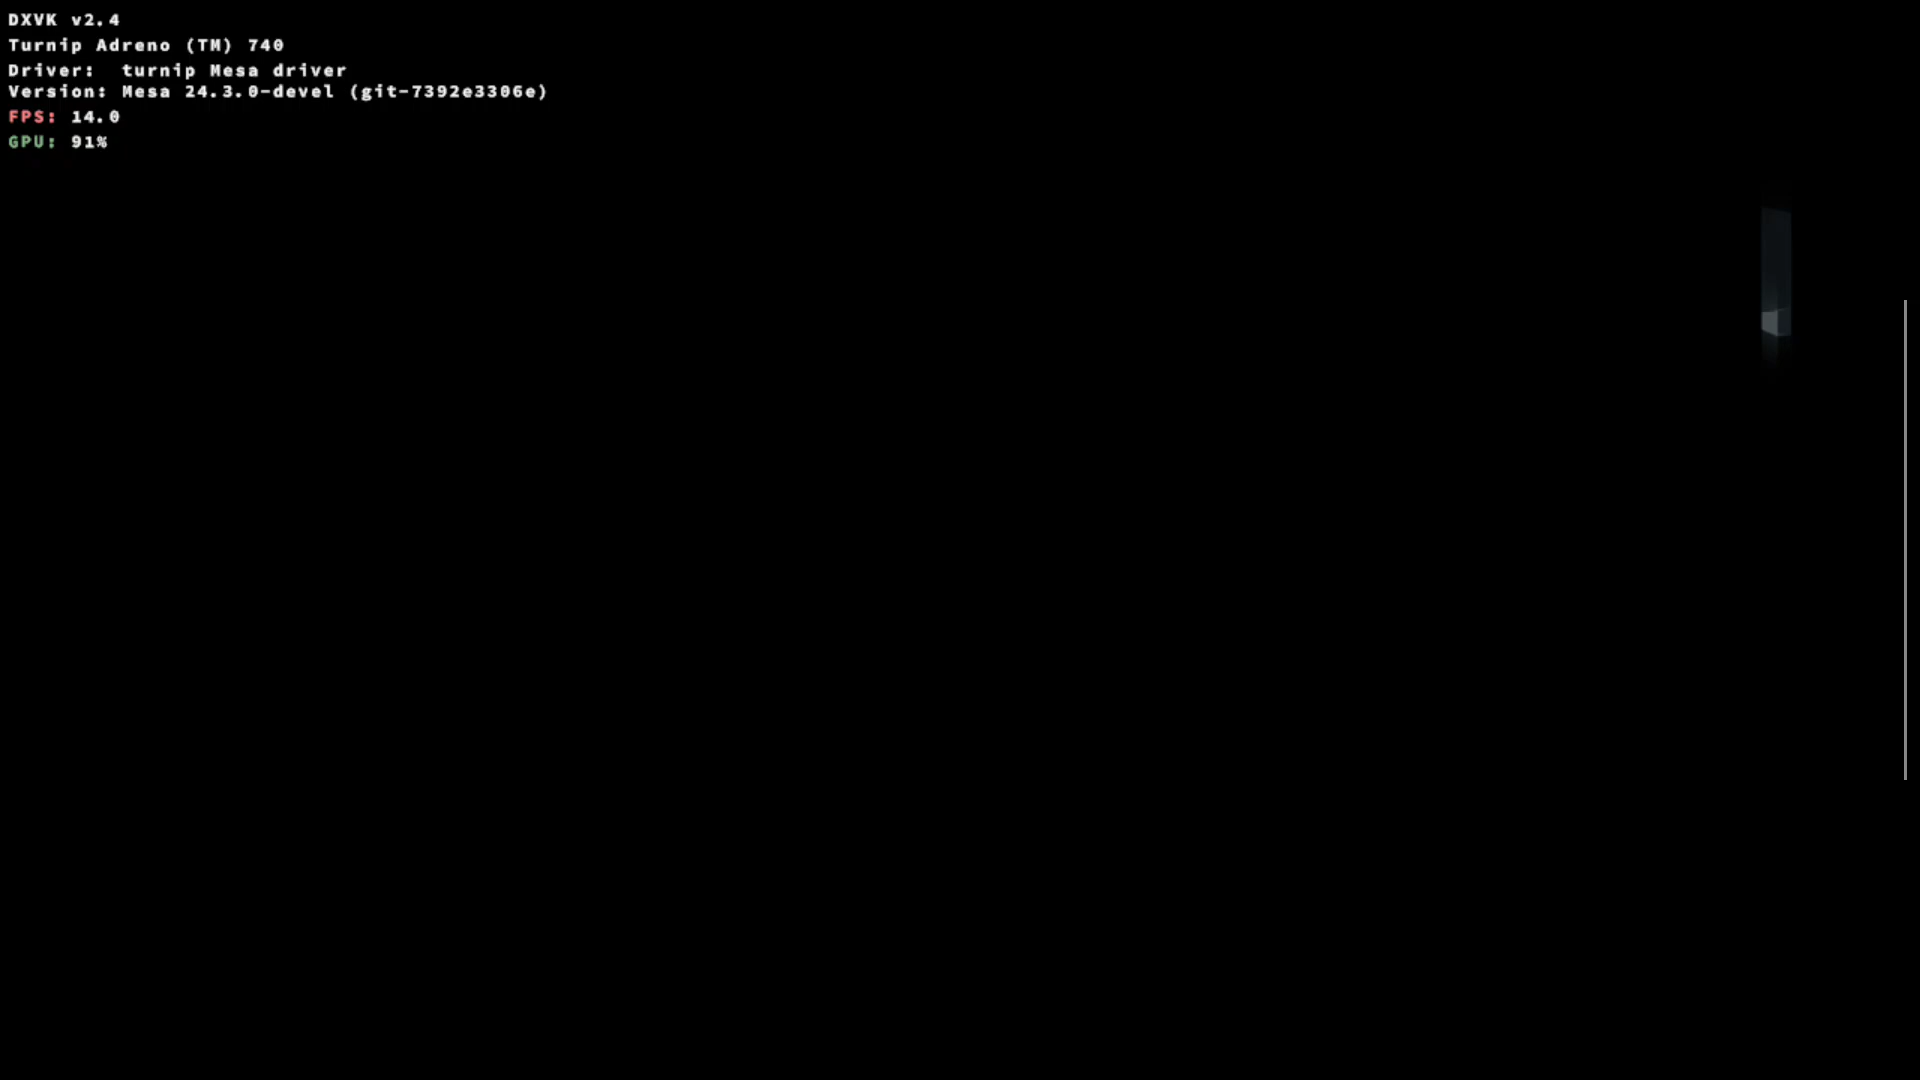 DXVK v2.4
Turnip Adreno (TM) 740
Driver:  turnip Mesa driver
Version: Mesa 24.3.0-devel (git-7392e3306e)
FPS: 14.0
GPU: 91%